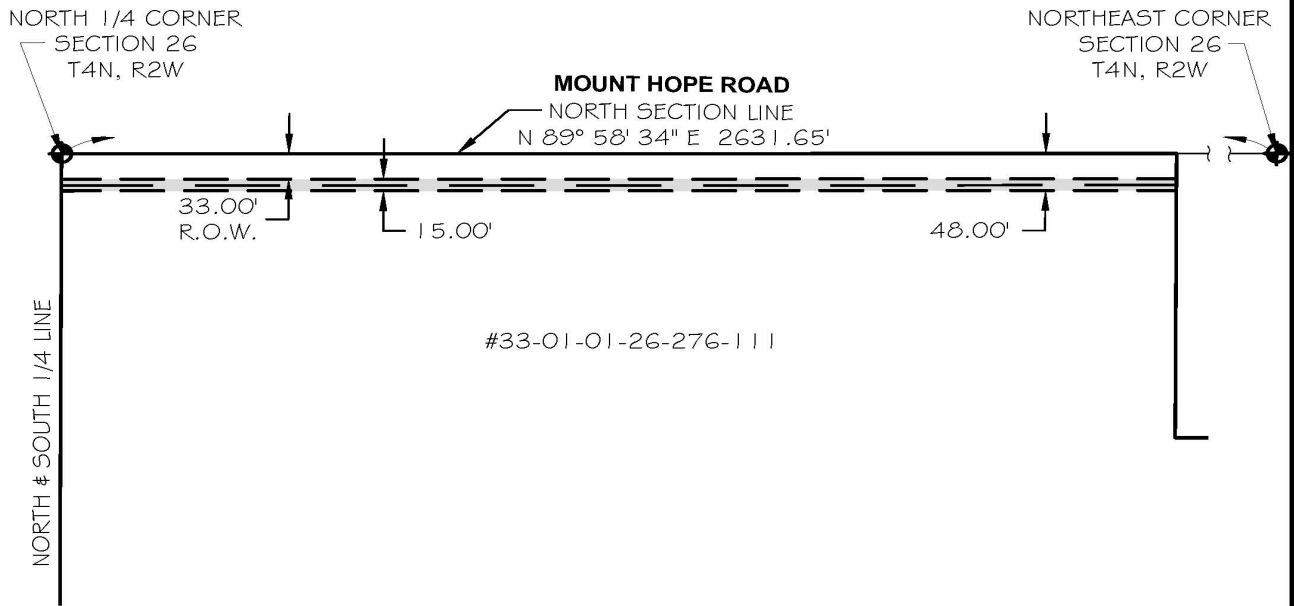 NORTH 1/4 CORNER
SECTION 26
T4N, R2W
NORTHEAST CORNER
SECTION 26
T4N, R2W
MOUNT HOPE ROAD
NORTH SECTION LINE
N 89° 58' 34" E 2631.65'
33.00'
R.O.W.
15.00'
48.00'
#33-01-01-26-276-111
NORTH & SOUTH 1/4 LINE